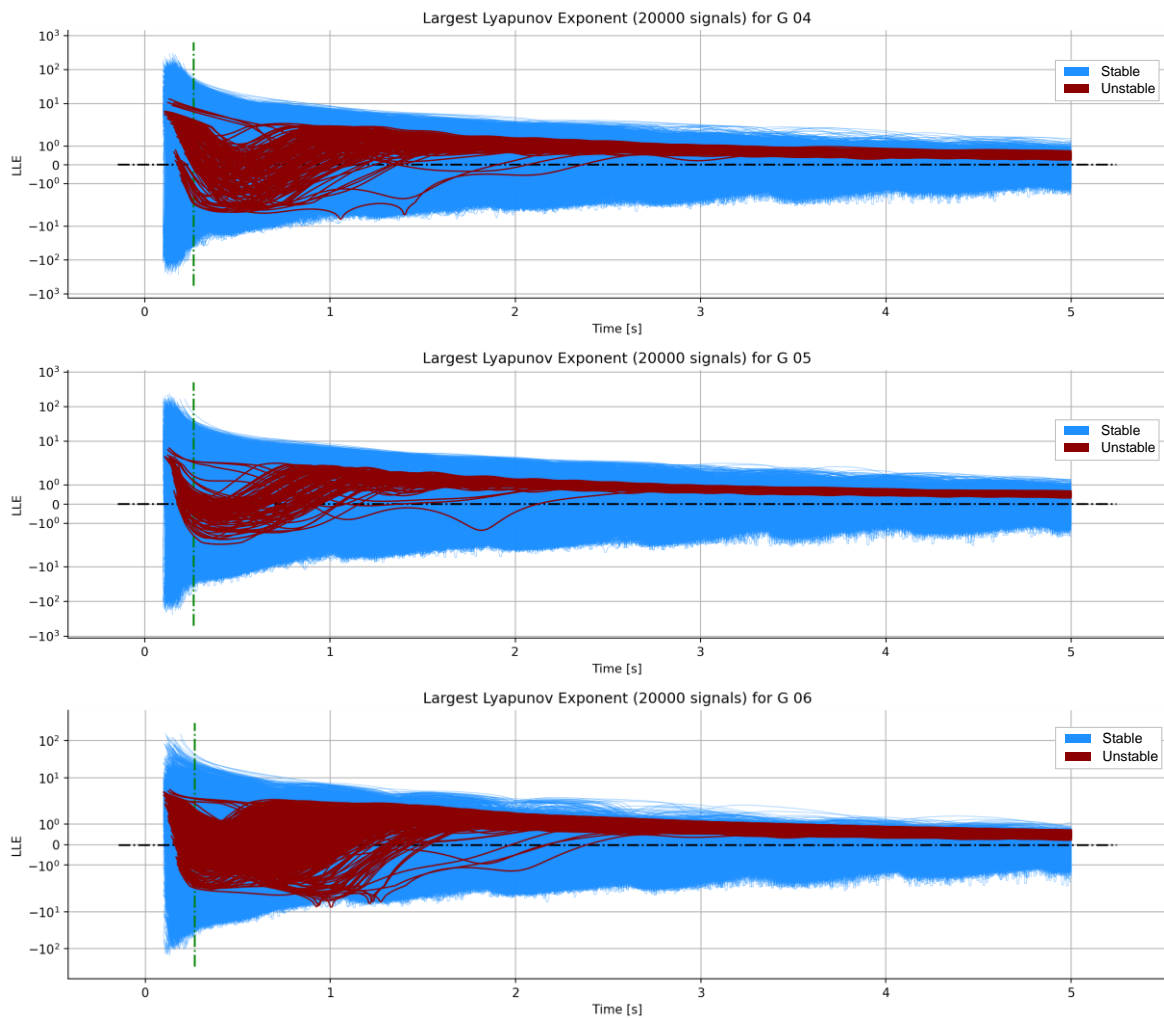 Largest Lyapunov Exponent (20000 signals) for G 04
10³
10²
10¹
10⁰
0
−10⁰
−10¹
−10²
−10³
LLE
Stable
Unstable
0 1 2 3 4 5
Time [s]
Largest Lyapunov Exponent (20000 signals) for G 05
10³
10²
10¹
10⁰
0
−10⁰
−10¹
−10²
−10³
LLE
Stable
Unstable
0 1 2 3 4 5
Time [s]
Largest Lyapunov Exponent (20000 signals) for G 06
10²
10¹
10⁰
0
−10⁰
−10¹
−10²
LLE
Stable
Unstable
0 1 2 3 4 5
Time [s]